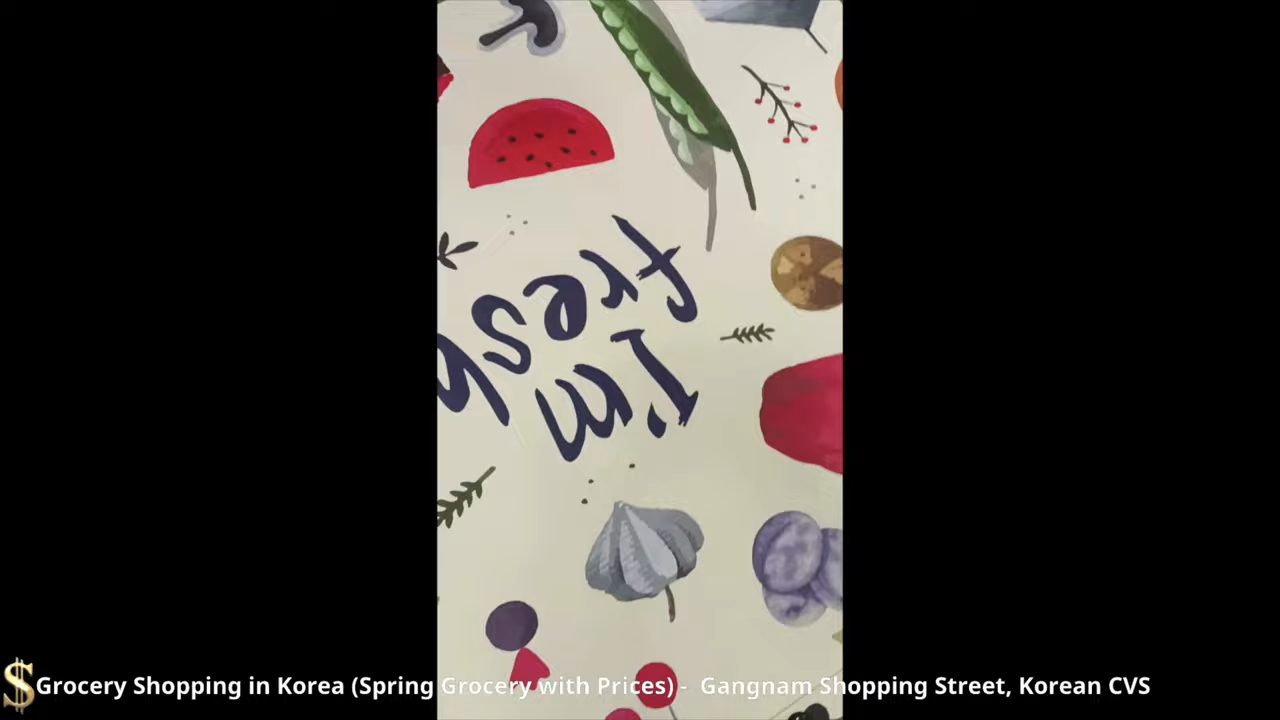 I'm
fresh
$Grocery Shopping in Korea (Spring Grocery with Prices) - Gangnam Shopping Street, Korean CVS